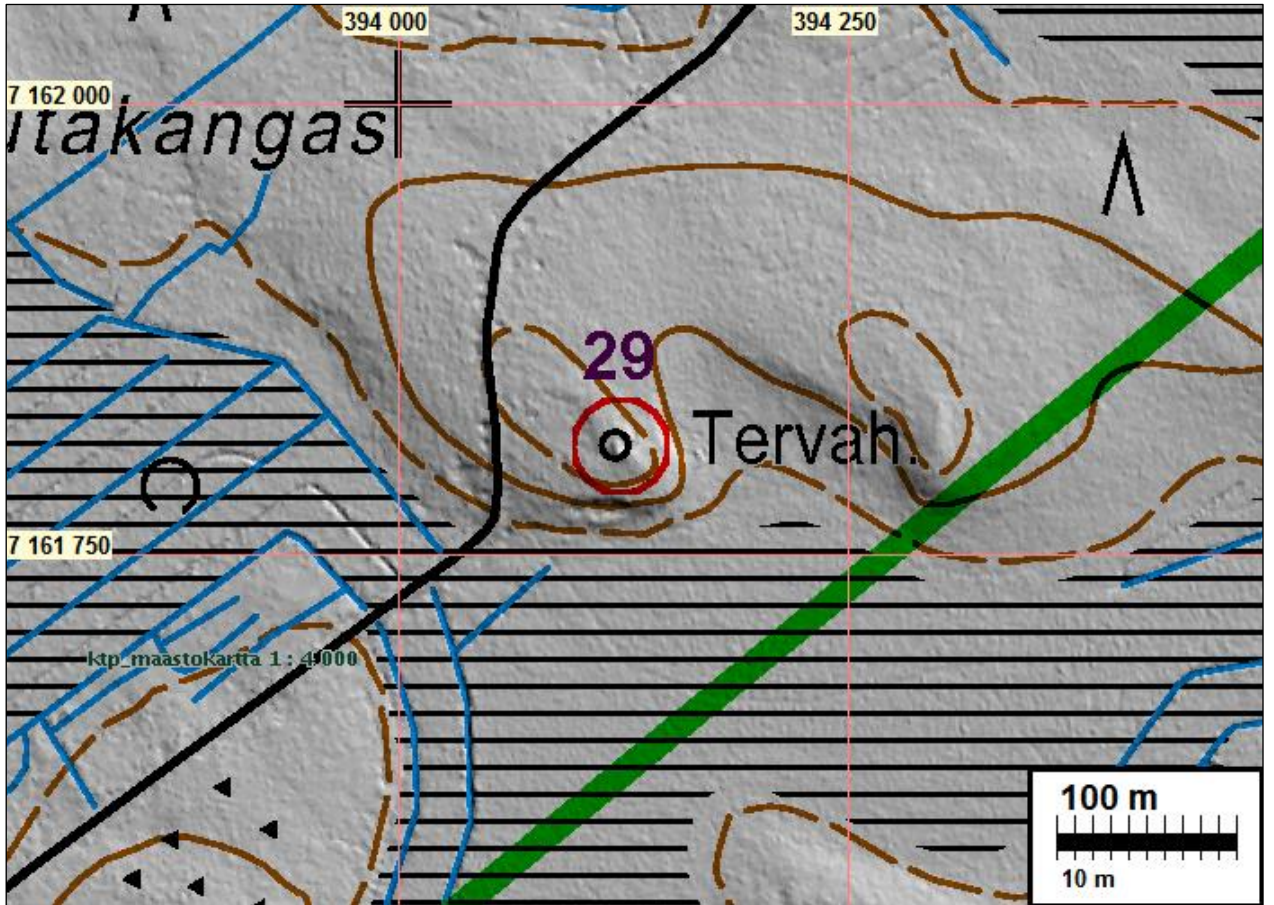 394 000
394 250
7 162 000
itakangas
29
Tervah.
7 161 750
ktp_maastokartta 1 : 4 000
100 m
10 m